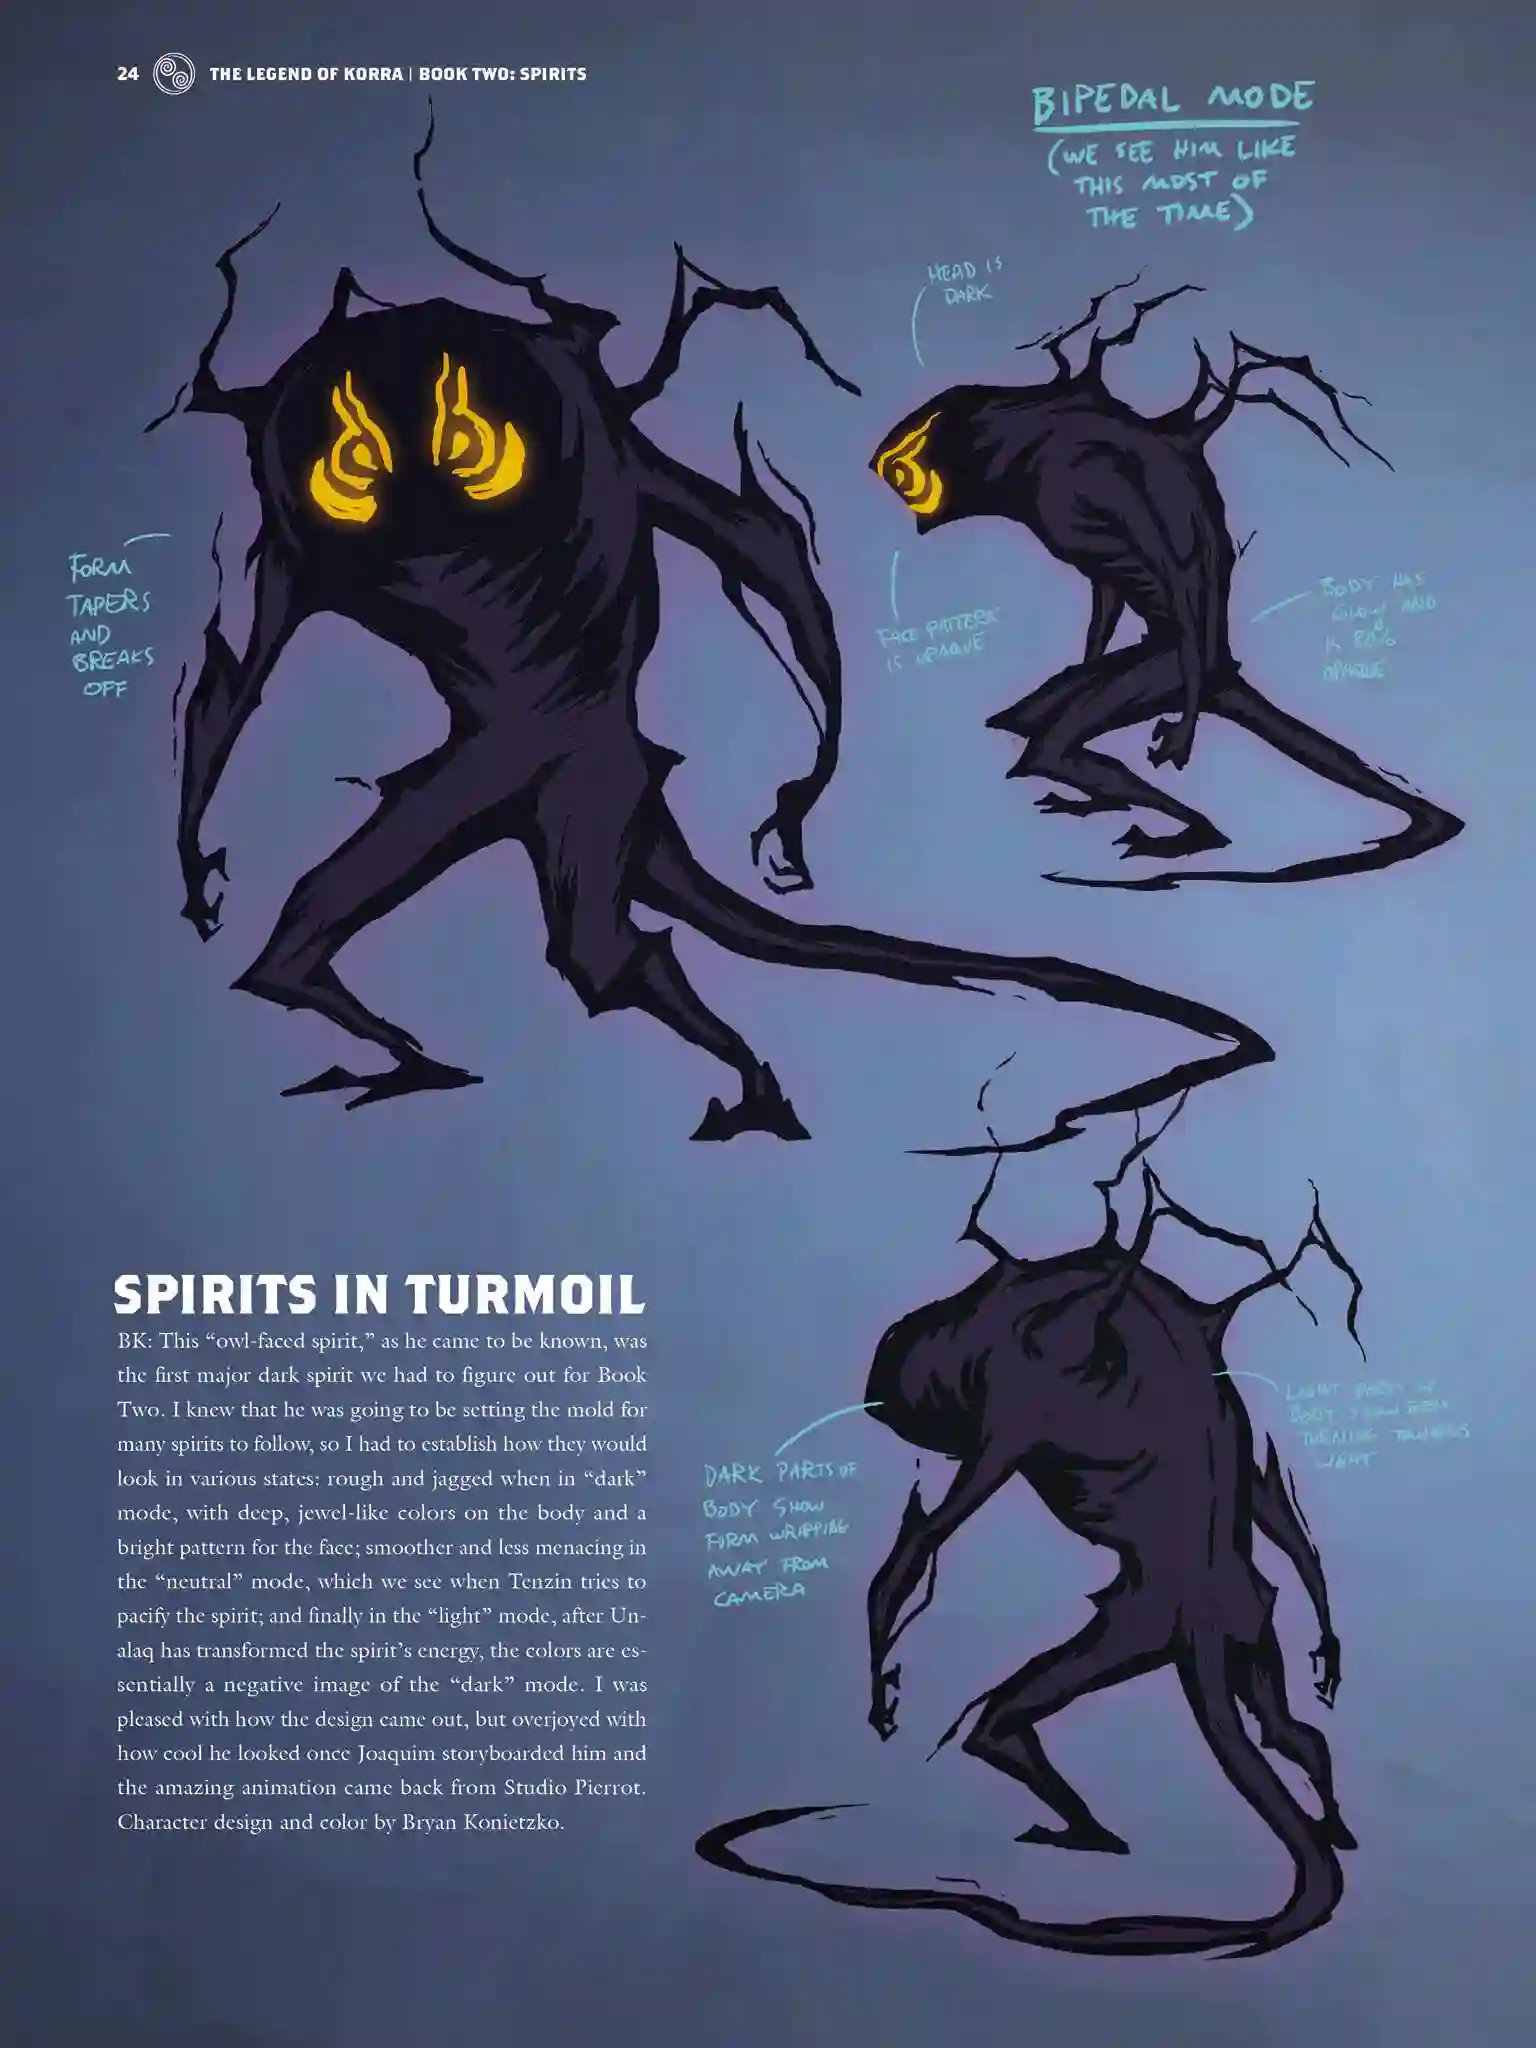 24 THE LEGEND OF KORRA | BOOK TWO: SPIRITS
BIPEDAL MODE
(WE SEE HIM LIKE
THIS MOST OF
THE TIME)
HEAD IS
DARK
FORM
TAPERS
AND
BREAKS
OFF
FACE PATTERN
IS OPAQUE
BODY HAS
GLOW AND
IS 80%
OPAQUE
SPIRITS IN TURMOIL
BK: This “owl-faced spirit,” as he came to be known, was
the first major dark spirit we had to figure out for Book
Two. I knew that he was going to be setting the mold for
many spirits to follow, so I had to establish how they would
look in various states: rough and jagged when in “dark”
mode, with deep, jewel-like colors on the body and a
bright pattern for the face; smoother and less menacing in
the “neutral” mode, which we see when Tenzin tries to
pacify the spirit; and finally in the “light” mode, after Un-
alaq has transformed the spirit’s energy, the colors are es-
sentially a negative image of the “dark” mode. I was
pleased with how the design came out, but overjoyed with
how cool he looked once Joaquim storyboarded him and
the amazing animation came back from Studio Pierrot.
Character design and color by Bryan Konietzko.
DARK PARTS OF
BODY SHOW
FORM WRAPPING
AWAY FROM
CAMERA
LIGHT PARTS OF
BODY SHOW FORM
TURNING TOWARDS
LIGHT